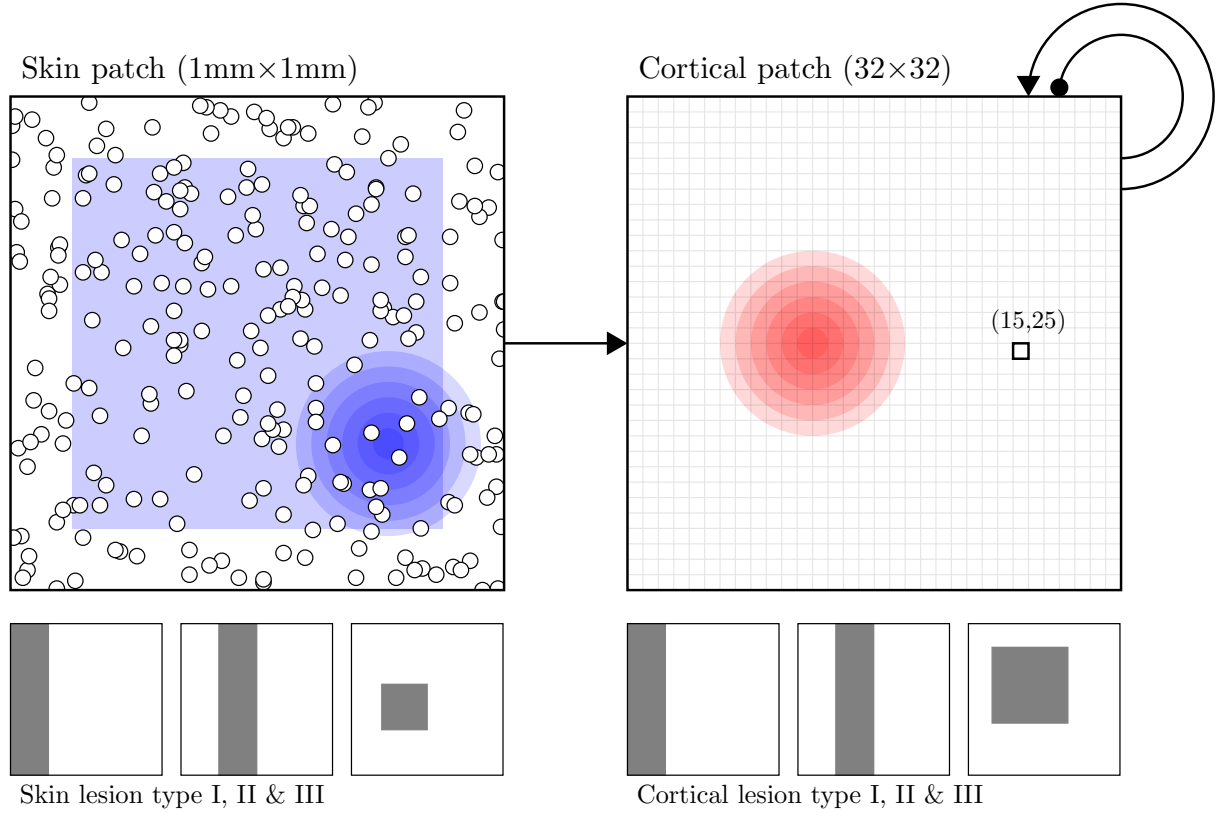 Skin patch (1mm×1mm)
Cortical patch (32×32)
(15,25)
Skin lesion type I, II & III
Cortical lesion type I, II & III